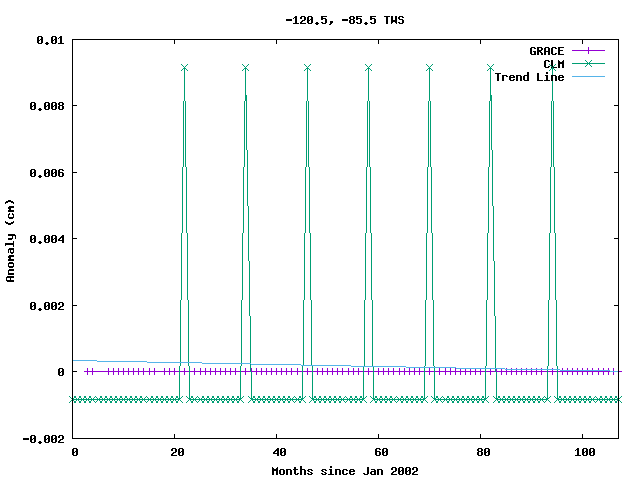 -120.5, -85.5 TWS
GRACE
CLM
Trend Line
0.01
0.008
0.006
0.004
0.002
0
-0.002
Anomaly (cm)
0 20 40 60 80 100
Months since Jan 2002